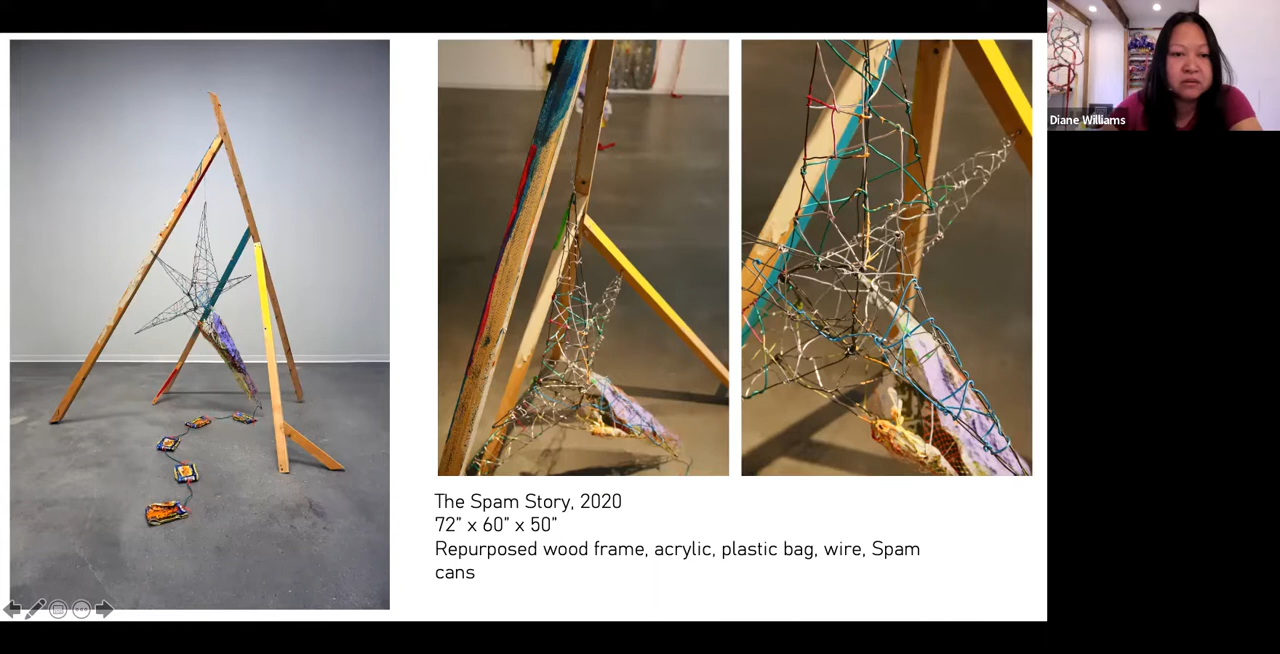 Diane Williams
The Spam Story, 2020
72” x 60” x 50”
Repurposed wood frame, acrylic, plastic bag, wire, Spam
cans